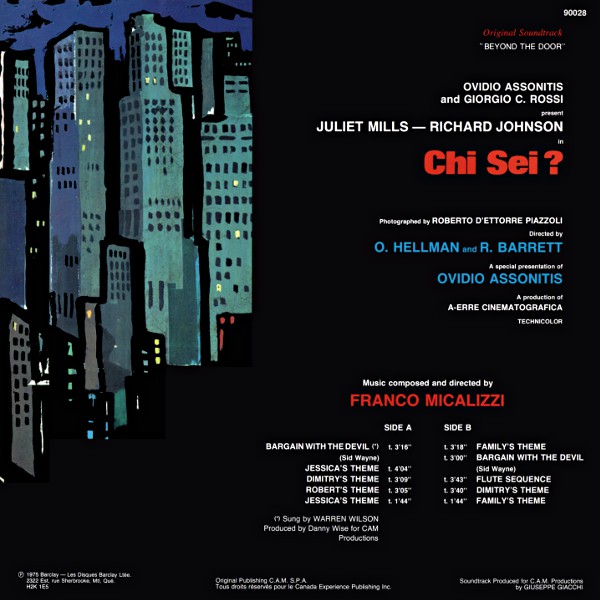 90028
Original Soundtrack
"BEYOND THE DOOR"
OVIDIO ASSONITIS
and GIORGIO C. ROSSI
present
JULIET MILLS — RICHARD JOHNSON
in
Chi Sei ?
Photographed by ROBERTO D'ETTORRE PIAZZOLI
Directed by
O. HELLMAN and R. BARRETT
A special presentation of
OVIDIO ASSONITIS
A production of
A-ERRE CINEMATOGRAFICA
TECHNICOLOR
Music composed and directed by
FRANCO MICALIZZI
SIDE A
BARGAIN WITH THE DEVIL (*) t. 3'16"
(Sid Wayne)
JESSICA'S THEME t. 4'04"
DIMITRY'S THEME t. 3'09"
ROBERT'S THEME t. 3'05"
JESSICA'S THEME t. 1'44"
SIDE B
t. 3'18" FAMILY'S THEME
t. 3'00" BARGAIN WITH THE DEVIL
(Sid Wayne)
t. 3'43" FLUTE SEQUENCE
t. 3'40" DIMITRY'S THEME
t. 1'44" FAMILY'S THEME
(*) Sung by WARREN WILSON
Produced by Danny Wise for CAM
Productions
℗ 1975 Barclay — Les Disques Barclay Ltée.
2322 Est, rue Sherbrooke, Mtl, Qué.
H2K 1E5
Original Publishing C.A.M. S.P.A.
Tous droits réservés pour le Canada Experience Publishing Inc.
Soundtrack Produced for C.A.M. Productions
by GIUSEPPE GIACCHI